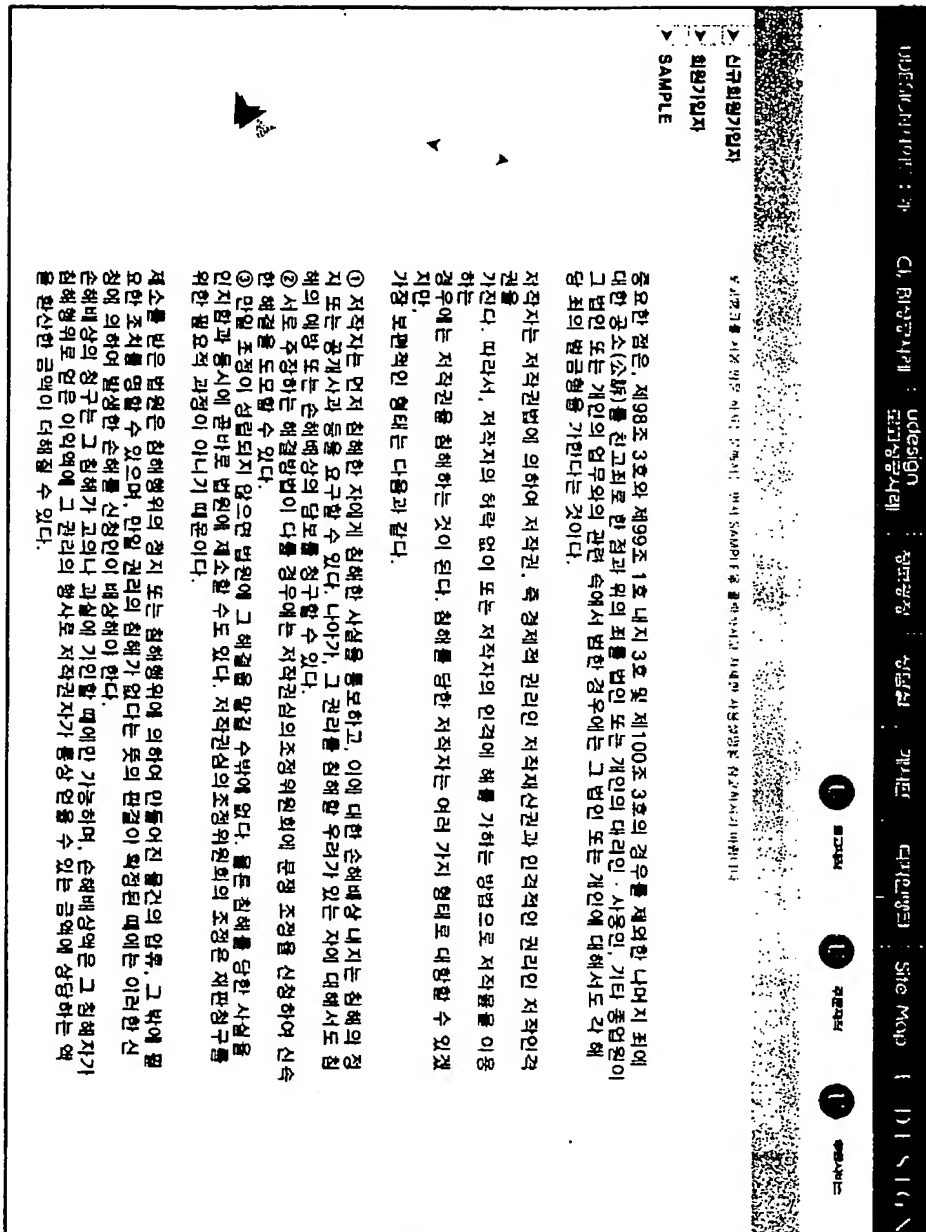 CI, 판촉물사례
undesign
로고상품사례
Site Map
신규회원가입자
회원가입자
SAMPLE
중요한 점은, 제98조 3호와 제99조 1호 내지 3호 및 제100조 3호의 경우를 제외한 나머지 죄에
대한 공소(公訴)를 친고죄로 한 점과 위의 죄를 법인 또는 개인의 대리인·사용인, 기타 종업원이
그 법인 또는 개인의 업무와의 관련 속에서 범한 경우에는 그 법인 또는 개인에 대해서도 각 해
당 죄의 벌금형을 가한다는 것이다.
저작자는 저작권법에 의하여 저작권, 즉 경제적 권리인 저작재산권과 인격적인 권리인 저작인격
권을
가진다. 따라서, 저작자의 허락 없이 또는 저작자의 인격에 해를 가하는 방법으로 저작물을 이용
하는
경우에는 저작권을 침해하는 것이 된다. 침해를 당한 저작자는 여러 가지 형태로 대항할 수 있겠
지만,
가장 보편적인 형태는 다음과 같다.
① 저작자는 먼저 침해한 자에게 침해한 사실을 통보하고, 이에 대한 손해배상 내지는 침해의 정
지 또는 공개사과 등을 요구할 수 있다. 나아가, 그 권리를 침해할 우려가 있는 자에 대해서도 침
해의 예방 또는 손해배상의 담보를 청구할 수 있다.
② 서로 주장하는 해결방법이 다를 경우에는 저작권심의조정위원회에 분쟁 조정을 신청하여 신속
한 해결을 도모할 수 있다.
③ 만일 조정이 성립되지 않으면 법원에 그 해결을 맡길 수밖에 없다. 물론 침해를 당한 사실을
인지함과 동시에 곧바로 법원에 제소할 수도 있다. 저작권심의조정위원회의 조정은 재판청구를
위한 필요적 과정이 아니기 때문이다.
제소를 받은 법원은 침해행위의 정지 또는 침해행위에 의하여 만들어진 물건의 압류, 그 밖에 필
요한 조치를 명할 수 있으며, 만일 권리의 침해가 없다는 뜻의 판결이 확정된 때에는 이러한 신
청에 의하여 발생한 손해를 신청인이 배상해야 한다.
손해배상의 청구는 그 침해가 고의나 과실에 기인할 때에만 가능하며, 손해배상액은 그 침해자가
침해행위로 얻은 이익액에 그 권리의 행사로 저작권자가 통상 얻을 수 있는 금액에 상당하는 액
을 환산한 금액이 더해질 수 있다.